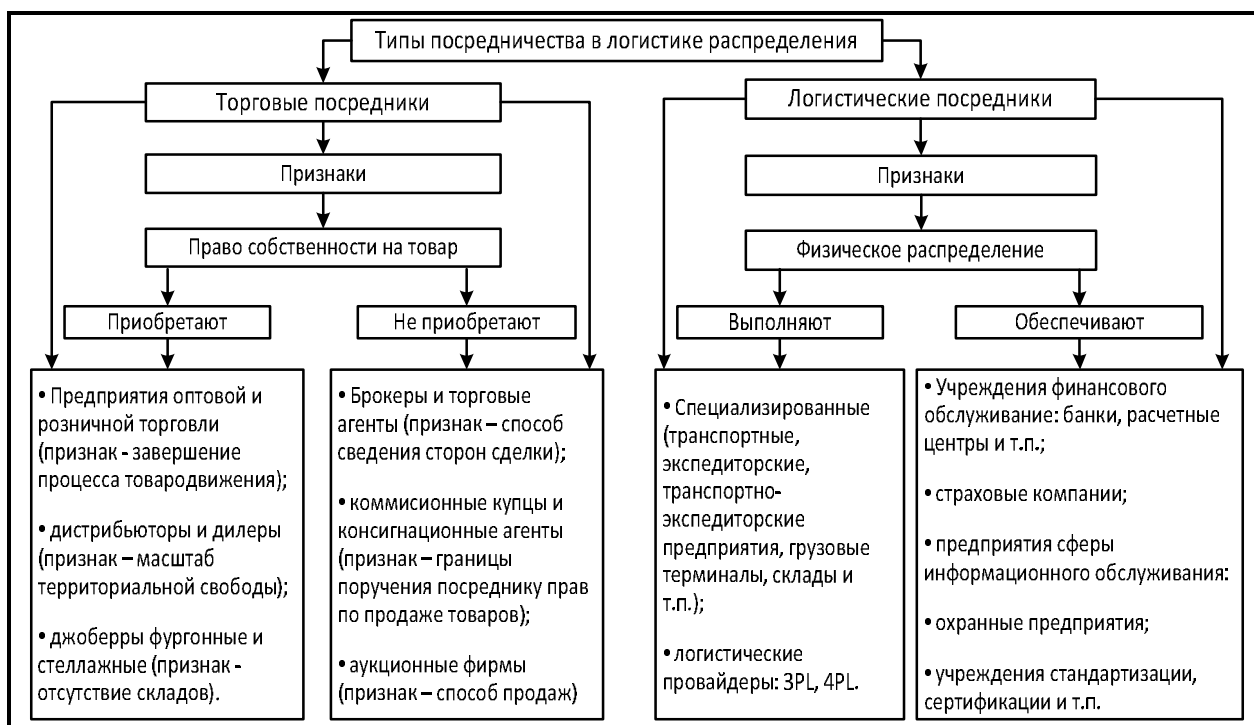 Типы посредничества в логистике распределения
Торговые посредники
Признаки
Право собственности на товар
Приобретают
Не приобретают
• Предприятия оптовой и
розничной торговли
(признак - завершение
процесса товародвижения);
• дистрибьюторы и дилеры
(признак – масштаб
территориальной свободы);
• джоберры фургонные и
стеллажные (признак -
отсутствие складов).
• Брокеры и торговые
агенты (признак – способ
сведения сторон сделки);
• коммисионные купцы и
консигнационные агенты
(признак – границы
поручения посреднику прав
по продаже товаров);
• аукционные фирмы
(признак – способ продаж)
Логистические посредники
Признаки
Физическое распределение
Выполняют
Обеспечивают
• Специализированные
(транспортные,
экспедиторские,
транспортно-
экспедиторские
предприятия, грузовые
терминалы, склады и
т.п.);
• логистические
провайдеры: 3PL, 4PL.
• Учреждения финансового
обслуживание: банки, расчетные
центры и т.п.;
• страховые компании;
• предприятия сферы
информационного обслуживания:
• охранные предприятия;
• учреждения стандартизации,
сертификации и т.п.